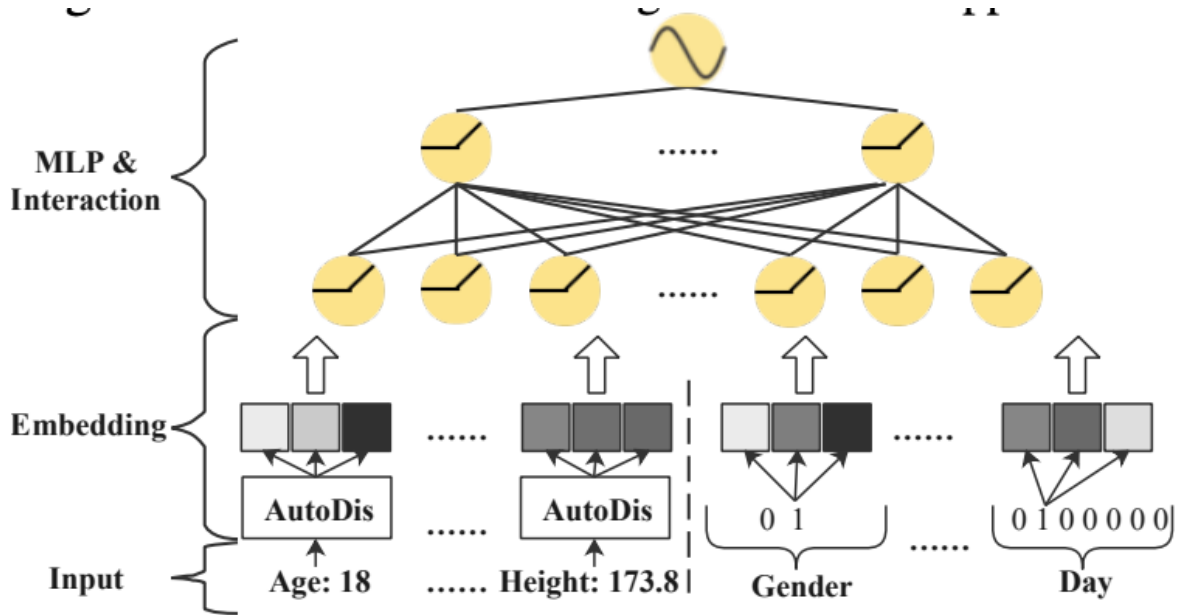 ......
MLP &
Interaction
......
Embedding
...... ......
AutoDis ...... AutoDis 0 1 0 1 0 0 0 0 0
Input Age: 18 ...... Height: 173.8 Gender ...... Day